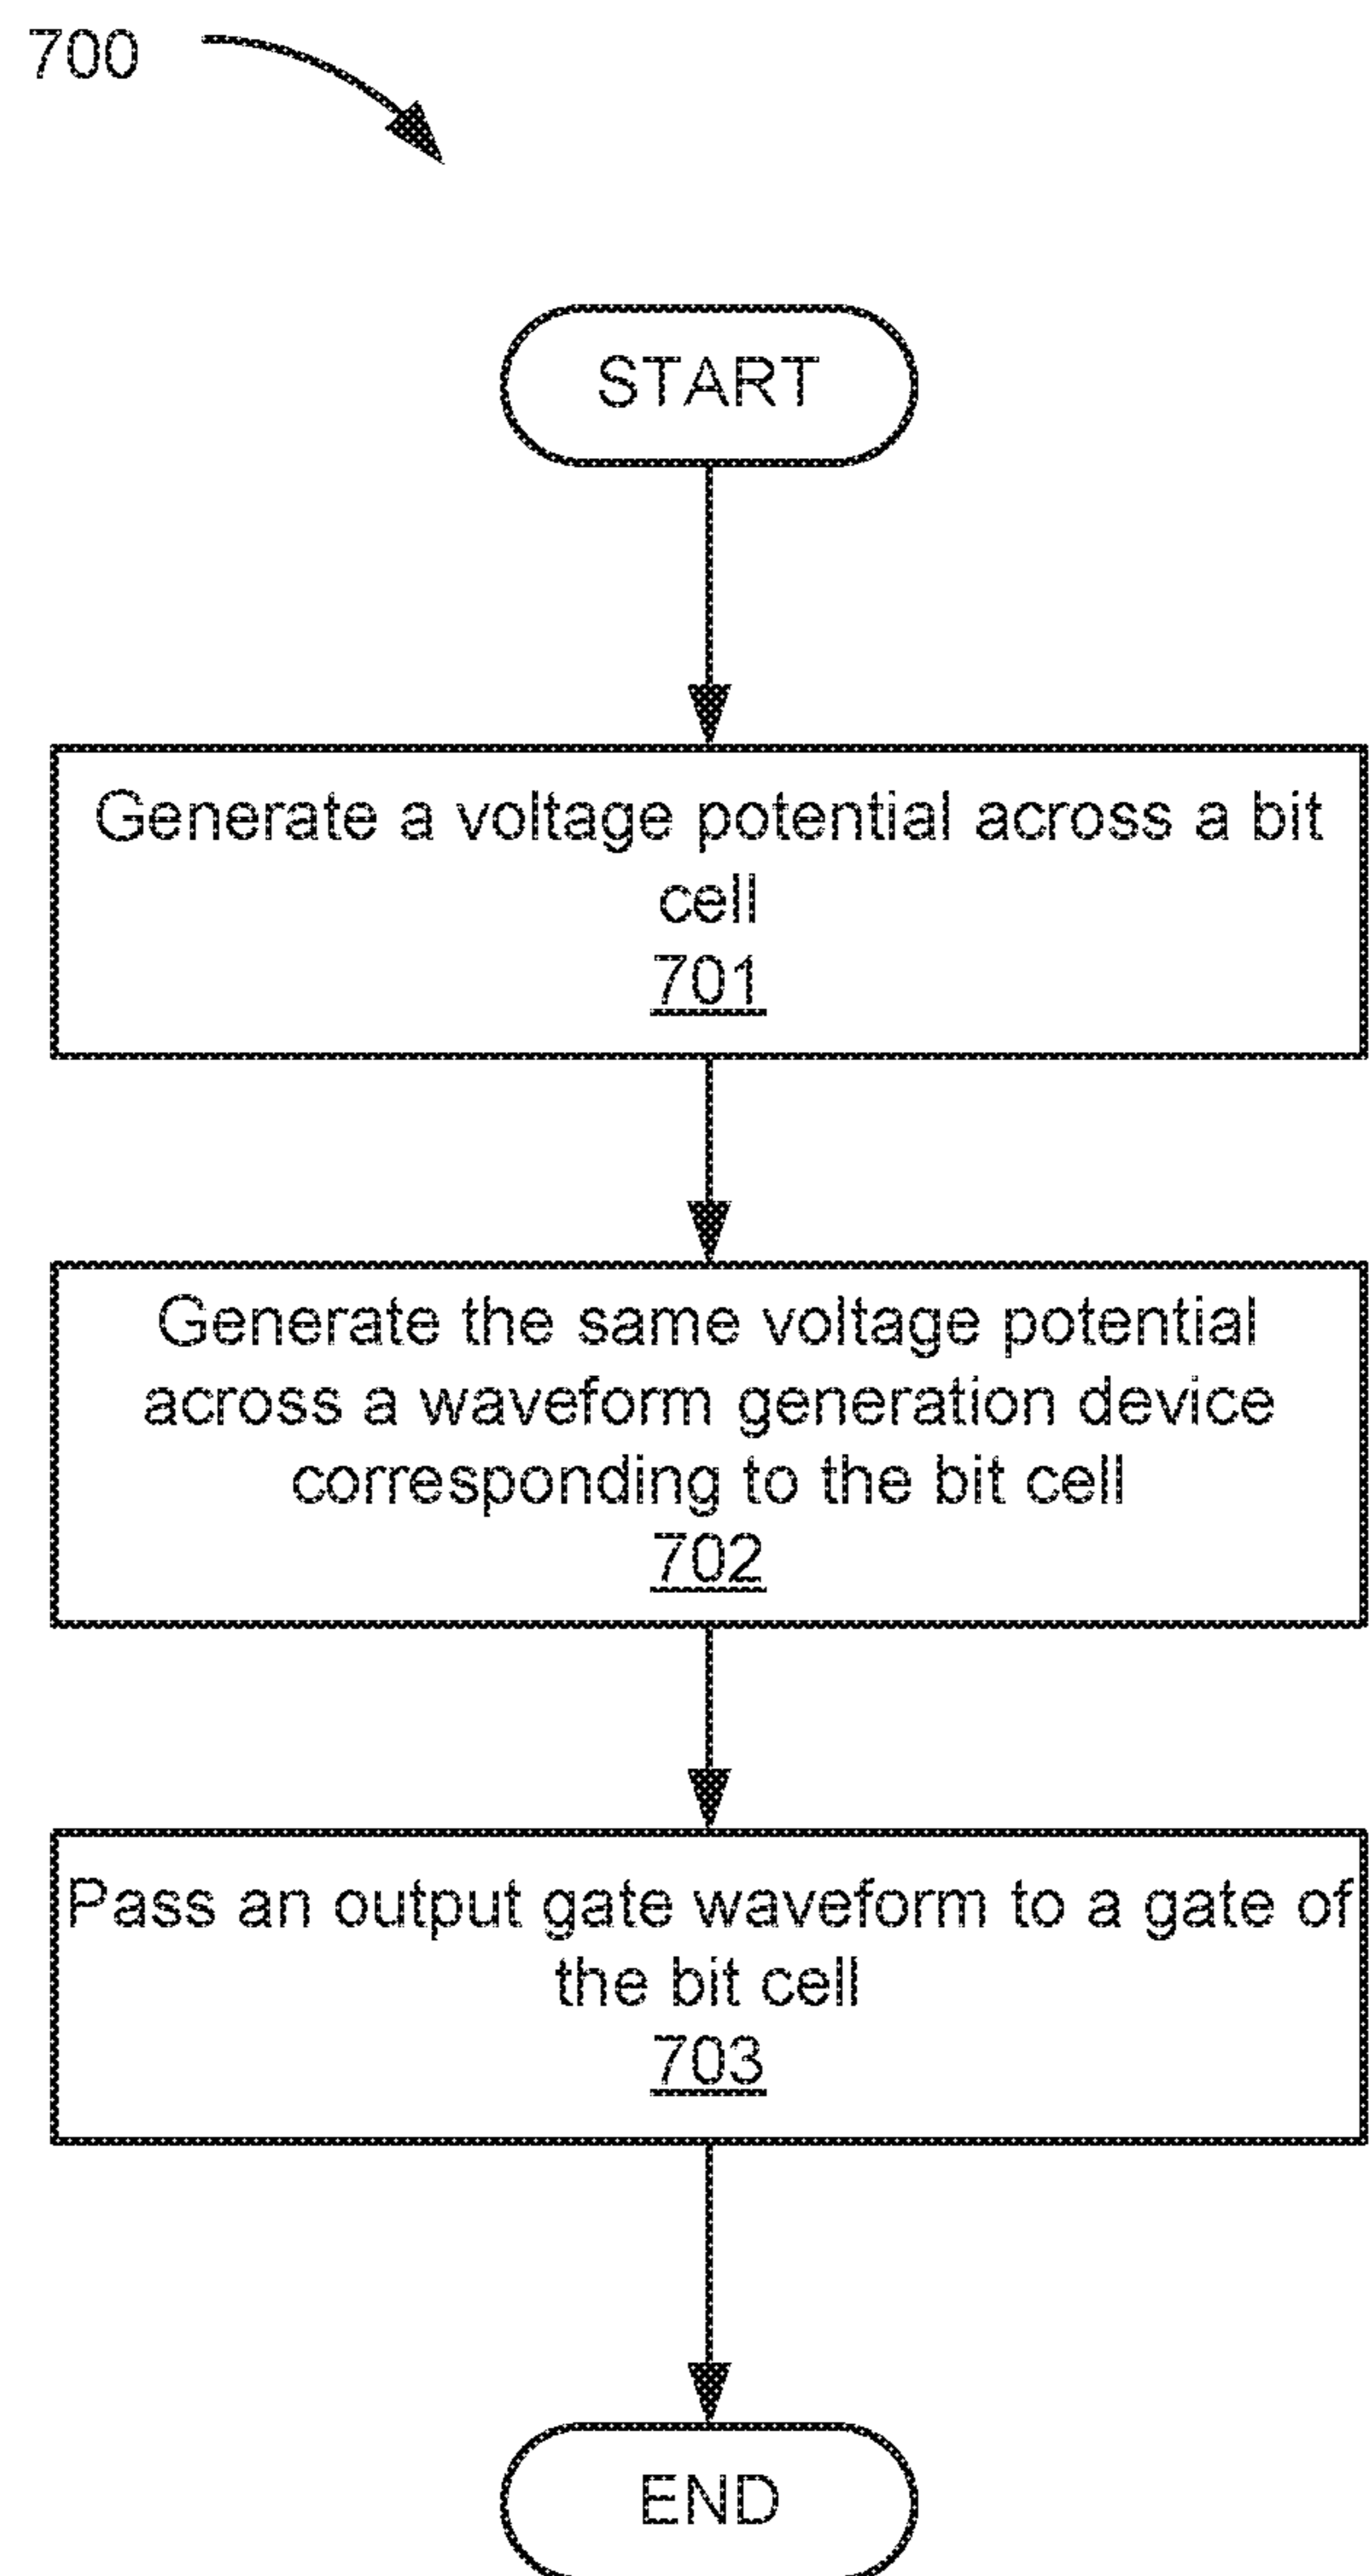 700
START
Generate a voltage potential across a bit
cell
701
Generate the same voltage potential
across a waveform generation device
corresponding to the bit cell
702
Pass an output gate waveform to a gate of
the bit cell
703
END